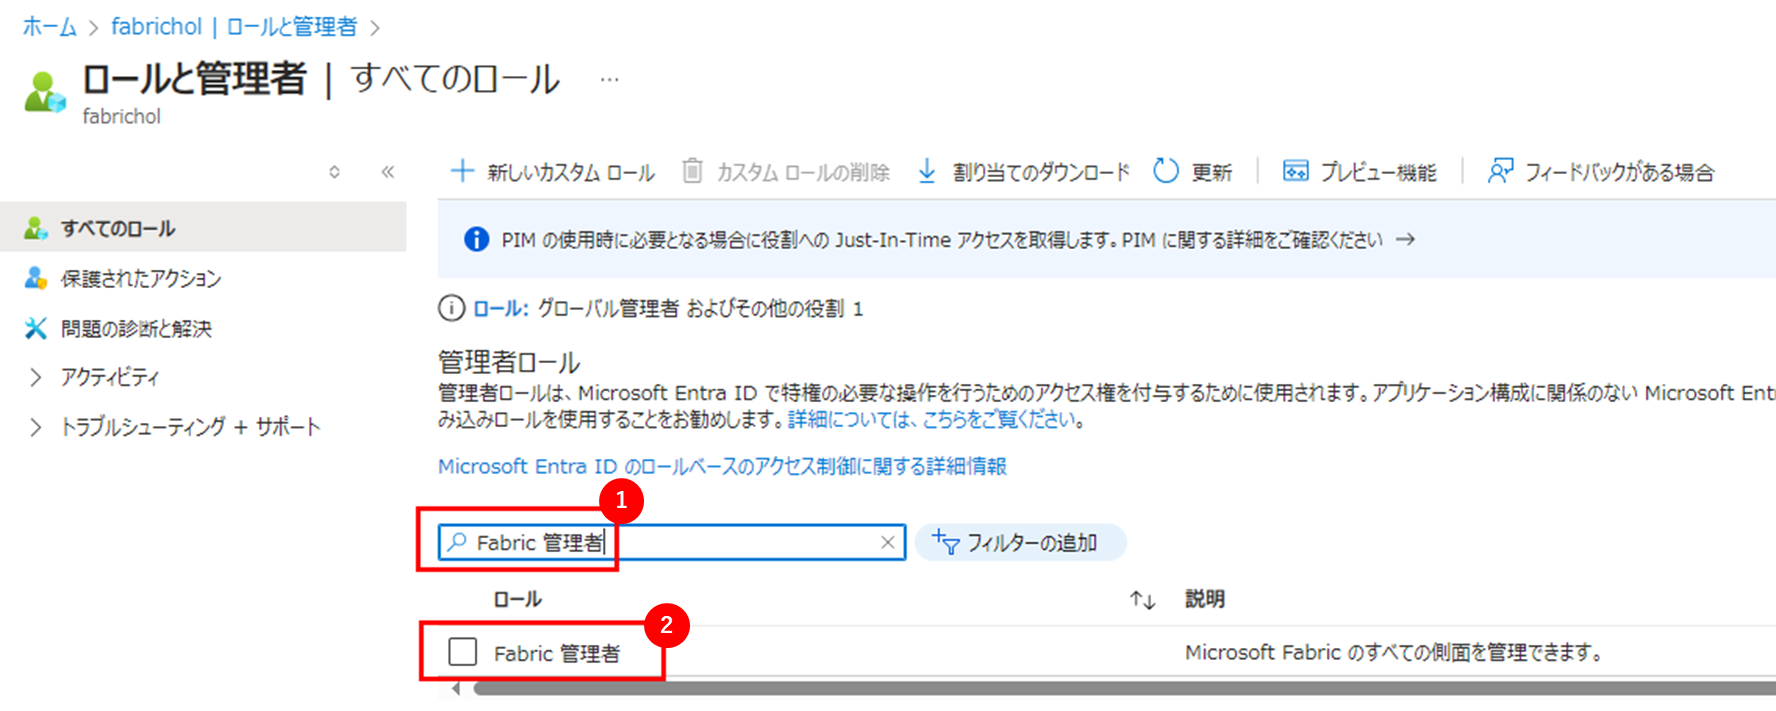 ホーム > fabrichol | ロールと管理者 >
ロールと管理者 | すべてのロール ...
fabrichol
«
+ 新しいカスタム ロール カスタム ロールの削除 ↓ 割り当てのダウンロード 更新 | プレビュー機能 | フィードバックがある場合
すべてのロール
保護されたアクション
問題の診断と解決
> アクティビティ
> トラブルシューティング + サポート
PIM の使用時に必要となる場合に役割への Just-In-Time アクセスを取得します。PIM に関する詳細をご確認ください →
ロール: グローバル管理者 およびその他の役割 1
管理者ロール
管理者ロールは、Microsoft Entra ID で特権の必要な操作を行うためのアクセス権を付与するために使用されます。アプリケーション構成に関係のない Microsoft Entr
み込みロールを使用することをお勧めします。詳細については、こちらをご覧ください。
Microsoft Entra ID のロールベースのアクセス制御に関する詳細情報
1
Fabric 管理者 × フィルターの追加
ロール ↑↓ 説明
2
Fabric 管理者 Microsoft Fabric のすべての側面を管理できます。